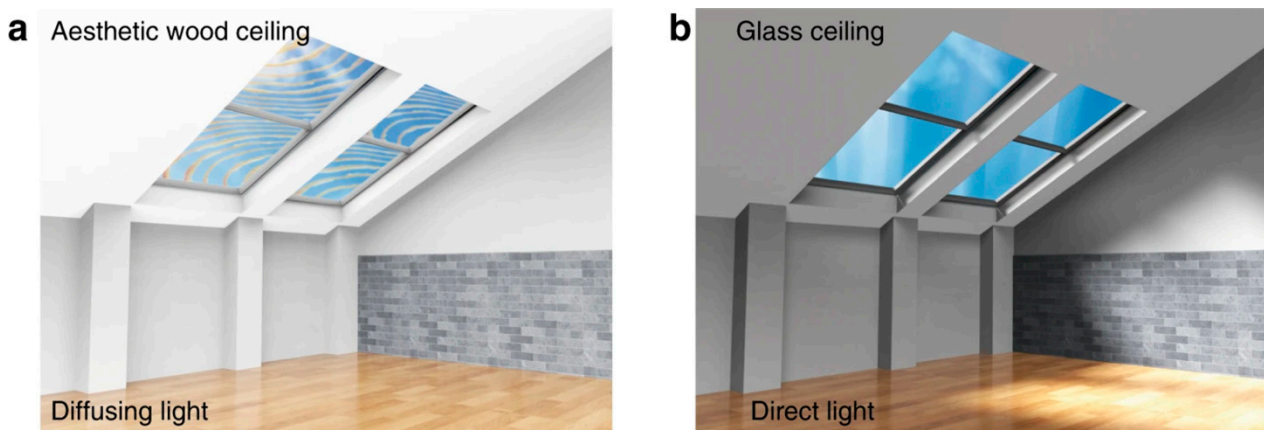 a
Aesthetic wood ceiling
Diffusing light
b
Glass ceiling
Direct light